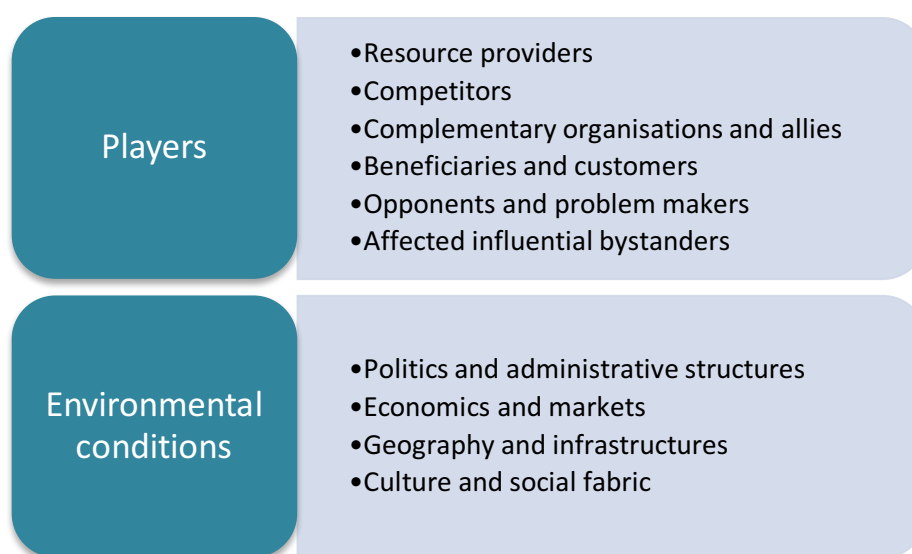 Players
•Resource providers
•Competitors
•Complementary organisations and allies
•Beneficiaries and customers
•Opponents and problem makers
•Affected influential bystanders
Environmental
conditions
•Politics and administrative structures
•Economics and markets
•Geography and infrastructures
•Culture and social fabric